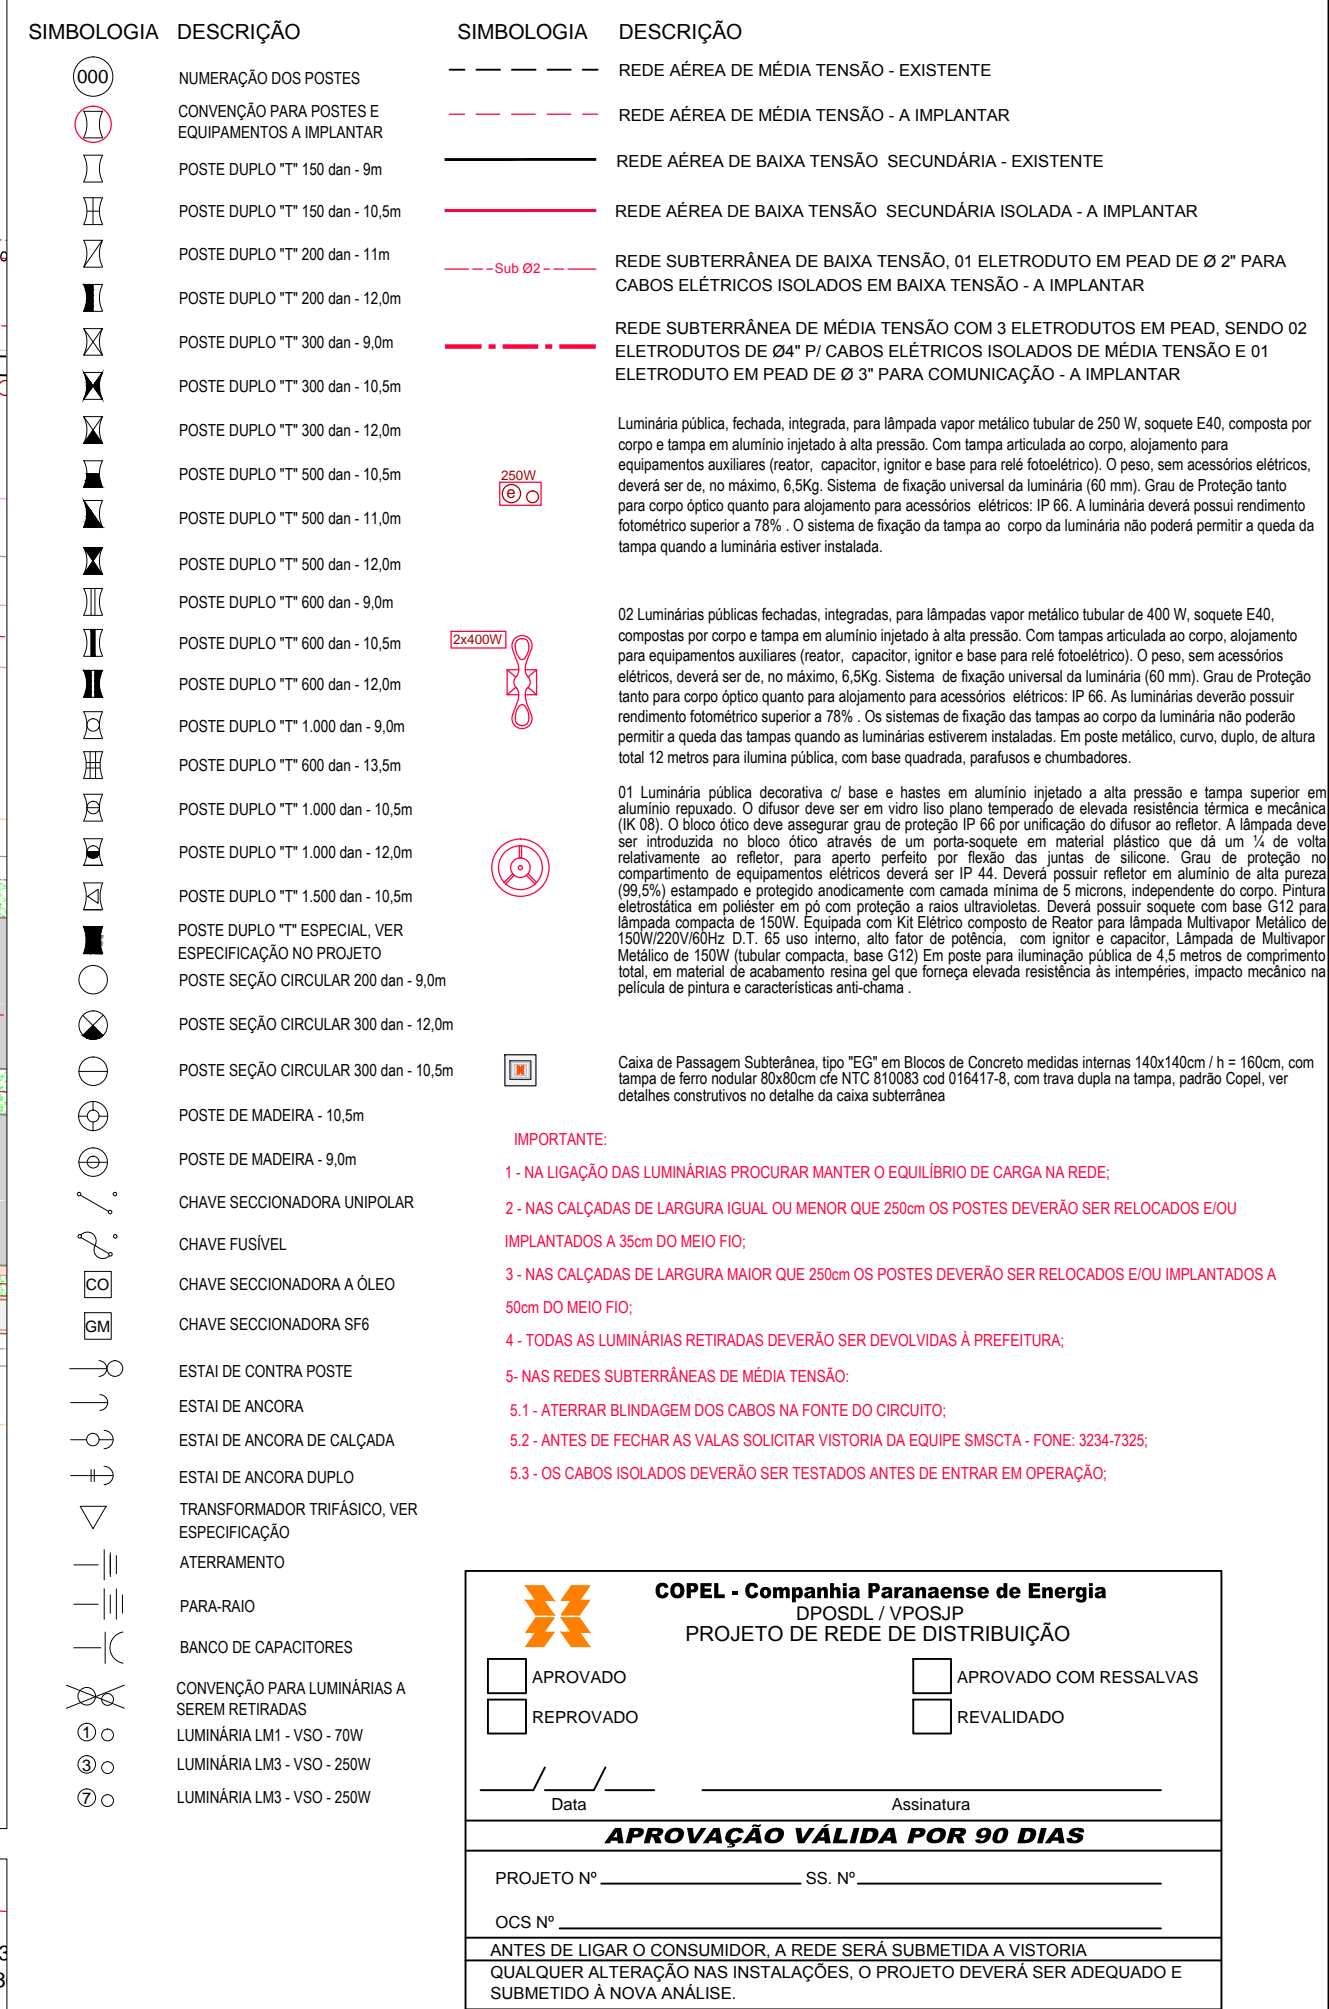 SIMBOLOGIA DESCRIÇÃO
000 NUMERAÇÃO DOS POSTES
CONVENÇÃO PARA POSTES E
EQUIPAMENTOS A IMPLANTAR
POSTE DUPLO "T" 150 dan - 9m
POSTE DUPLO "T" 150 dan - 10,5m
POSTE DUPLO "T" 200 dan - 11m
POSTE DUPLO "T" 200 dan - 12,0m
POSTE DUPLO "T" 300 dan - 9,0m
POSTE DUPLO "T" 300 dan - 10,5m
POSTE DUPLO "T" 300 dan - 12,0m
POSTE DUPLO "T" 500 dan - 10,5m
POSTE DUPLO "T" 500 dan - 11,0m
POSTE DUPLO "T" 500 dan - 12,0m
POSTE DUPLO "T" 600 dan - 9,0m
POSTE DUPLO "T" 600 dan - 10,5m
POSTE DUPLO "T" 600 dan - 12,0m
POSTE DUPLO "T" 1.000 dan - 9,0m
POSTE DUPLO "T" 600 dan - 13,5m
POSTE DUPLO "T" 1.000 dan - 10,5m
POSTE DUPLO "T" 1.000 dan - 12,0m
POSTE DUPLO "T" 1.500 dan - 10,5m
POSTE DUPLO "T" ESPECIAL, VER
ESPECIFICAÇÃO NO PROJETO
POSTE SEÇÃO CIRCULAR 200 dan - 9,0m
POSTE SEÇÃO CIRCULAR 300 dan - 12,0m
POSTE SEÇÃO CIRCULAR 300 dan - 10,5m
POSTE DE MADEIRA - 10,5m
POSTE DE MADEIRA - 9,0m
CHAVE SECCIONADORA UNIPOLAR
CHAVE FUSÍVEL
CO CHAVE SECCIONADORA A ÓLEO
GM CHAVE SECCIONADORA SF6
ESTAI DE CONTRA POSTE
ESTAI DE ANCORA
ESTAI DE ANCORA DE CALÇADA
ESTAI DE ANCORA DUPLO
TRANSFORMADOR TRIFÁSICO, VER
ESPECIFICAÇÃO
ATERRAMENTO
PARA-RAIO
BANCO DE CAPACITORES
CONVENÇÃO PARA LUMINÁRIAS A
SEREM RETIRADAS
1 LUMINÁRIA LM1 - VSO - 70W
3 LUMINÁRIA LM3 - VSO - 250W
7 LUMINÁRIA LM3 - VSO - 250W
SIMBOLOGIA DESCRIÇÃO
REDE AÉREA DE MÉDIA TENSÃO - EXISTENTE
REDE AÉREA DE MÉDIA TENSÃO - A IMPLANTAR
REDE AÉREA DE BAIXA TENSÃO SECUNDÁRIA - EXISTENTE
REDE AÉREA DE BAIXA TENSÃO SECUNDÁRIA ISOLADA - A IMPLANTAR
Sub Ø2
REDE SUBTERRÂNEA DE BAIXA TENSÃO, 01 ELETRODUTO EM PEAD DE Ø 2" PARA
CABOS ELÉTRICOS ISOLADOS EM BAIXA TENSÃO - A IMPLANTAR
REDE SUBTERRÂNEA DE MÉDIA TENSÃO COM 3 ELETRODUTOS EM PEAD, SENDO 02
ELETRODUTOS DE Ø4" P/ CABOS ELÉTRICOS ISOLADOS DE MÉDIA TENSÃO E 01
ELETRODUTO EM PEAD DE Ø 3" PARA COMUNICAÇÃO - A IMPLANTAR
250W
e
Luminária pública, fechada, integrada, para lâmpada vapor metálico tubular de 250 W, soquete E40, composta por
corpo e tampa em alumínio injetado à alta pressão. Com tampa articulada ao corpo, alojamento para
equipamentos auxiliares (reator, capacitor, ignitor e base para relé fotoelétrico). O peso, sem acessórios elétricos,
deverá ser de, no máximo, 6,5Kg. Sistema de fixação universal da luminária (60 mm). Grau de Proteção tanto
para corpo óptico quanto para alojamento para acessórios elétricos: IP 66. A luminária deverá possui rendimento
fotométrico superior a 78% . O sistema de fixação da tampa ao corpo da luminária não poderá permitir a queda da
tampa quando a luminária estiver instalada.
2x400W
02 Luminárias públicas fechadas, integradas, para lâmpadas vapor metálico tubular de 400 W, soquete E40,
compostas por corpo e tampa em alumínio injetado à alta pressão. Com tampas articulada ao corpo, alojamento
para equipamentos auxiliares (reator, capacitor, ignitor e base para relé fotoelétrico). O peso, sem acessórios
elétricos, deverá ser de, no máximo, 6,5Kg. Sistema de fixação universal da luminária (60 mm). Grau de Proteção
tanto para corpo óptico quanto para alojamento para acessórios elétricos: IP 66. As luminárias deverão possuir
rendimento fotométrico superior a 78% . Os sistemas de fixação das tampas ao corpo da luminária não poderão
permitir a queda das tampas quando as luminárias estiverem instaladas. Em poste metálico, curvo, duplo, de altura
total 12 metros para ilumina pública, com base quadrada, parafusos e chumbadores.
01 Luminária pública decorativa c/ base e hastes em alumínio injetado a alta pressão e tampa superior em
alumínio repuxado. O difusor deve ser em vidro liso plano temperado de elevada resistência térmica e mecânica
(IK 08). O bloco ótico deve assegurar grau de proteção IP 66 por unificação do difusor ao refletor. A lâmpada deve
ser introduzida no bloco ótico através de um porta-soquete em material plástico que dá um ¼ de volta
relativamente ao refletor, para aperto perfeito por flexão das juntas de silicone. Grau de proteção no
compartimento de equipamentos elétricos deverá ser IP 44. Deverá possuir refletor em alumínio de alta pureza
(99,5%) estampado e protegido anodicamente com camada mínima de 5 microns, independente do corpo. Pintura
eletrostática em poliéster em pó com proteção a raios ultravioletas. Deverá possuir soquete com base G12 para
lâmpada compacta de 150W. Equipada com Kit Elétrico composto de Reator para lâmpada Multivapor Metálico de
150W/220V/60Hz D.T. 65 uso interno, alto fator de potência, com ignitor e capacitor, Lâmpada de Multivapor
Metálico de 150W (tubular compacta, base G12) Em poste para iluminação pública de 4,5 metros de comprimento
total, em material de acabamento resina gel que forneça elevada resistência às intempéries, impacto mecânico na
película de pintura e características anti-chama .
Caixa de Passagem Subterrânea, tipo "EG" em Blocos de Concreto medidas internas 140x140cm / h = 160cm, com
tampa de ferro nodular 80x80cm cfe NTC 810083 cod 016417-8, com trava dupla na tampa, padrão Copel, ver
detalhes construtivos no detalhe da caixa subterrânea
IMPORTANTE:
1 - NA LIGAÇÃO DAS LUMINÁRIAS PROCURAR MANTER O EQUILÍBRIO DE CARGA NA REDE;
2 - NAS CALÇADAS DE LARGURA IGUAL OU MENOR QUE 250cm OS POSTES DEVERÃO SER RELOCADOS E/OU
IMPLANTADOS A 35cm DO MEIO FIO;
3 - NAS CALÇADAS DE LARGURA MAIOR QUE 250cm OS POSTES DEVERÃO SER RELOCADOS E/OU IMPLANTADOS A
50cm DO MEIO FIO;
4 - TODAS AS LUMINÁRIAS RETIRADAS DEVERÃO SER DEVOLVIDAS À PREFEITURA;
5- NAS REDES SUBTERRÂNEAS DE MÉDIA TENSÃO:
5.1 - ATERRAR BLINDAGEM DOS CABOS NA FONTE DO CIRCUITO;
5.2 - ANTES DE FECHAR AS VALAS SOLICITAR VISTORIA DA EQUIPE SMSCTA - FONE: 3234-7325;
5.3 - OS CABOS ISOLADOS DEVERÃO SER TESTADOS ANTES DE ENTRAR EM OPERAÇÃO;
COPEL - Companhia Paranaense de Energia
DPOSDL / VPOSJP
PROJETO DE REDE DE DISTRIBUIÇÃO
APROVADO APROVADO COM RESSALVAS
REPROVADO REVALIDADO
Data Assinatura
APROVAÇÃO VÁLIDA POR 90 DIAS
PROJETO Nº SS. Nº
OCS Nº
ANTES DE LIGAR O CONSUMIDOR, A REDE SERÁ SUBMETIDA A VISTORIA
QUALQUER ALTERAÇÃO NAS INSTALAÇÕES, O PROJETO DEVERÁ SER ADEQUADO E
SUBMETIDO À NOVA ANÁLISE.